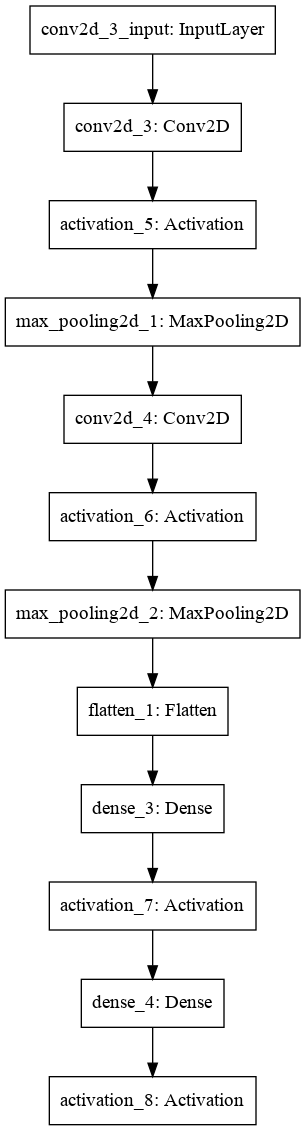 conv2d_3_input: InputLayer
conv2d_3: Conv2D
activation_5: Activation
max_pooling2d_1: MaxPooling2D
conv2d_4: Conv2D
activation_6: Activation
max_pooling2d_2: MaxPooling2D
flatten_1: Flatten
dense_3: Dense
activation_7: Activation
dense_4: Dense
activation_8: Activation